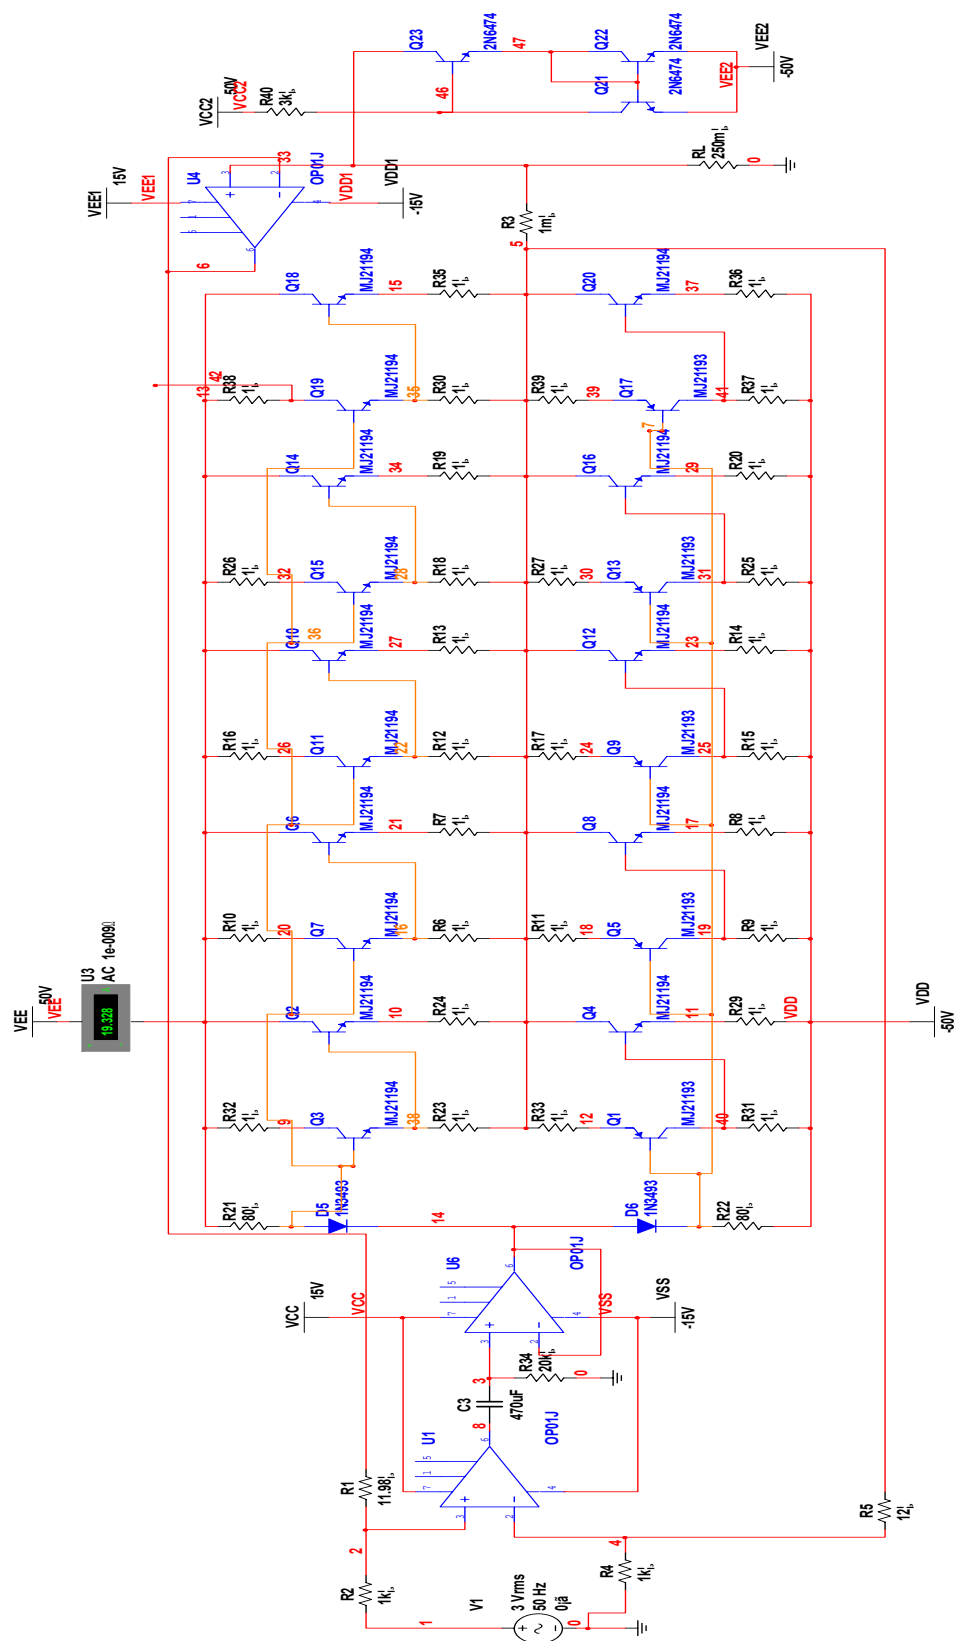 VEE
50V
VEE
U3
AC 1e-009Ω
19.328
A
VCC2
50V
VCC2
R40
3k
46
Q23
2N6474
47
Q22
2N6474
Q21
2N6474
VEE2
VEE2
-50V
VEE1
15V
VEE1
U4
OP01J
33
VDD1
VDD1
-15V
6
R3
1m
5
RL
250m
0
Q18
MJ21194
15
R35
1
Q20
MJ21194
37
R36
1
13
42
R38
1
Q19
MJ21194
35
R30
1
R39
1
39
Q17
MJ21193
7
41
R37
1
Q14
MJ21194
34
R19
1
Q16
MJ21194
29
R20
1
R26
1
32
Q15
MJ21194
28
R18
1
R27
1
30
Q13
MJ21193
31
R25
1
36
Q10
MJ21194
27
R13
1
Q12
MJ21194
23
R14
1
R16
1
26
Q11
MJ21194
22
R12
1
R17
1
24
Q9
MJ21193
25
R15
1
Q6
MJ21194
21
R7
1
Q8
MJ21194
17
R8
1
R10
1
20
Q7
MJ21194
16
R6
1
R11
1
18
Q5
MJ21193
19
R9
1
Q2
MJ21194
10
R24
1
Q4
MJ21194
11
R29
1
VDD
VDD
-50V
R32
1
9
Q3
MJ21194
38
R23
1
R33
1
12
Q1
MJ21193
40
R31
1
R21
80
D5
1N3493
14
D6
1N3493
R22
80
VCC
15V
VCC
U6
OP01J
VSS
VSS
-15V
3
R34
20k
0
C3
470uF
8
U1
OP01J
R1
11.98
2
R2
1k
1
V1
3 Vrms
50 Hz
0
R4
1k
4
R5
12